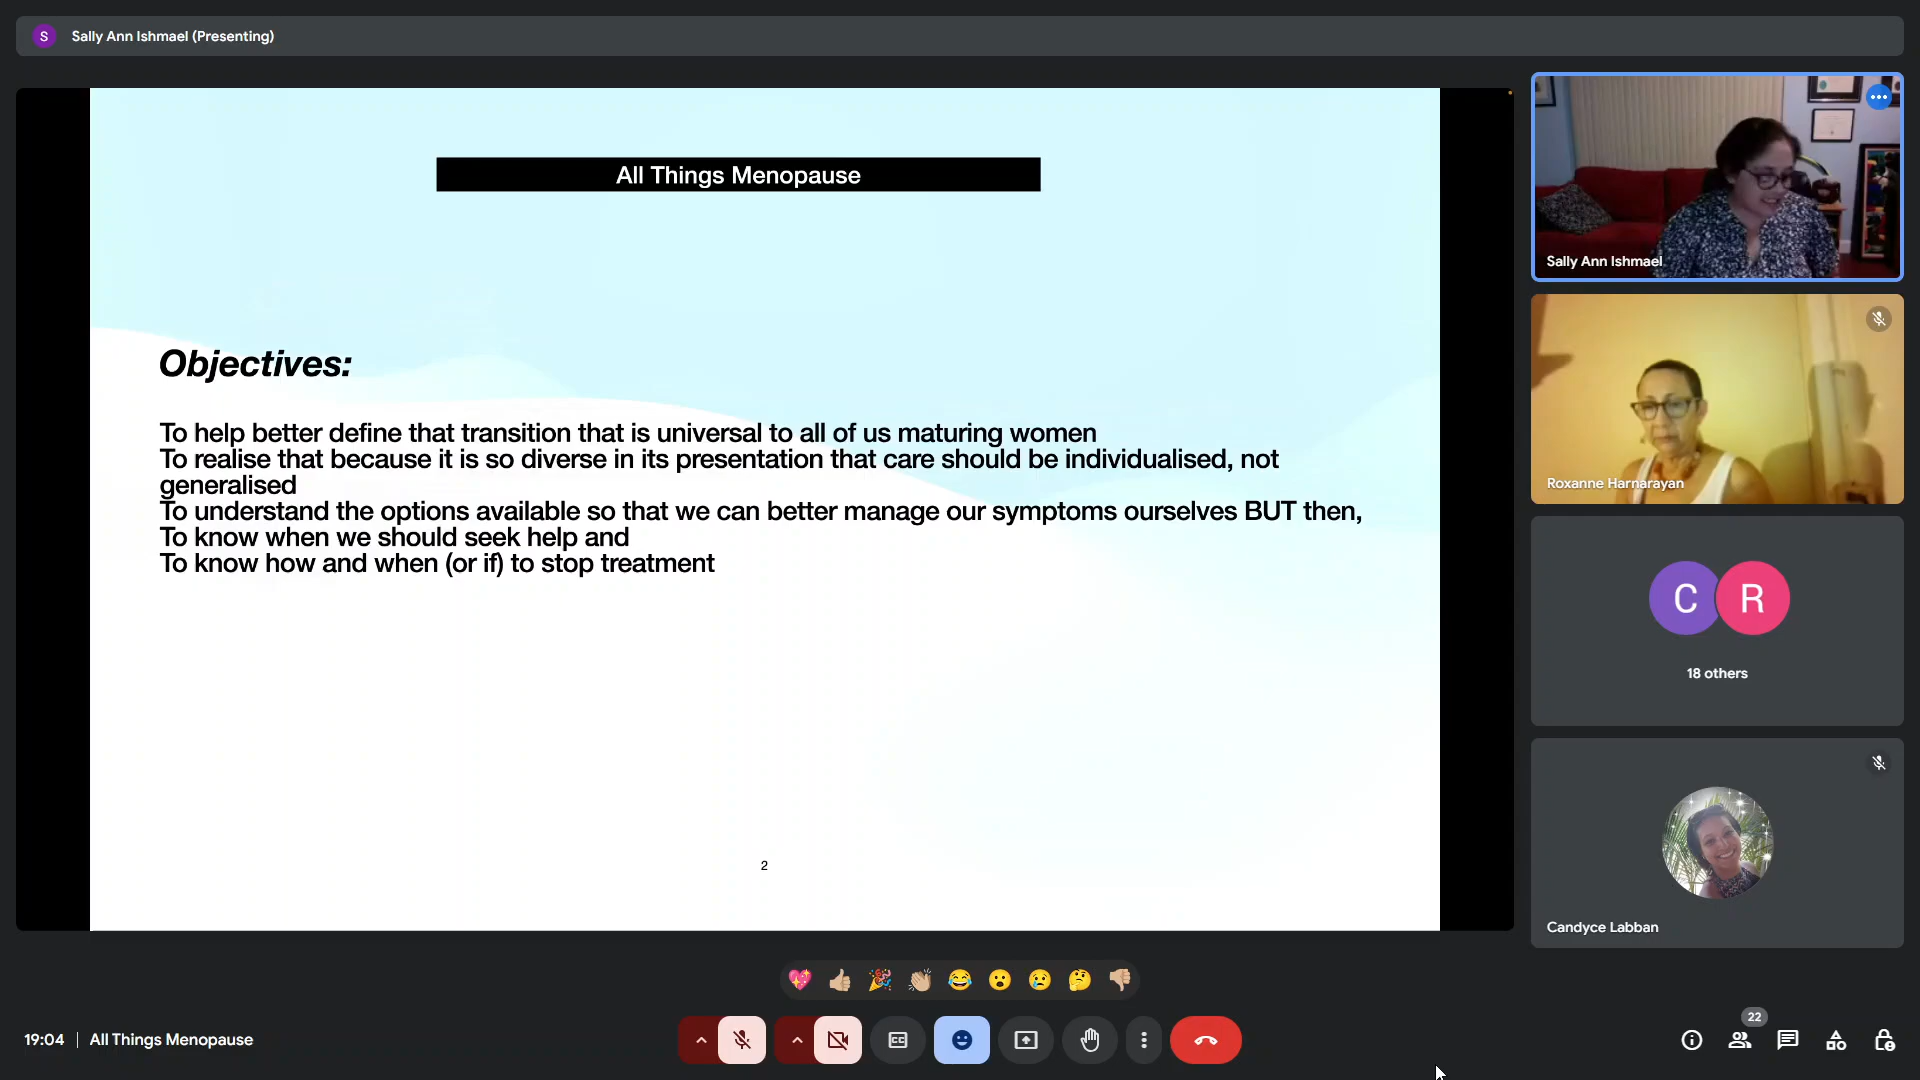 S Sally Ann Ishmael (Presenting)
All Things Menopause
Objectives:
To help better define that transition that is universal to all of us maturing women
To realise that because it is so diverse in its presentation that care should be individualised, not
generalised
To understand the options available so that we can better manage our symptoms ourselves BUT then,
To know when we should seek help and
To know how and when (or if) to stop treatment
2
Sally Ann Ishmael
Roxanne Harnarayan
C R
18 others
Candyce Labban
19:04 | All Things Menopause
CC
22